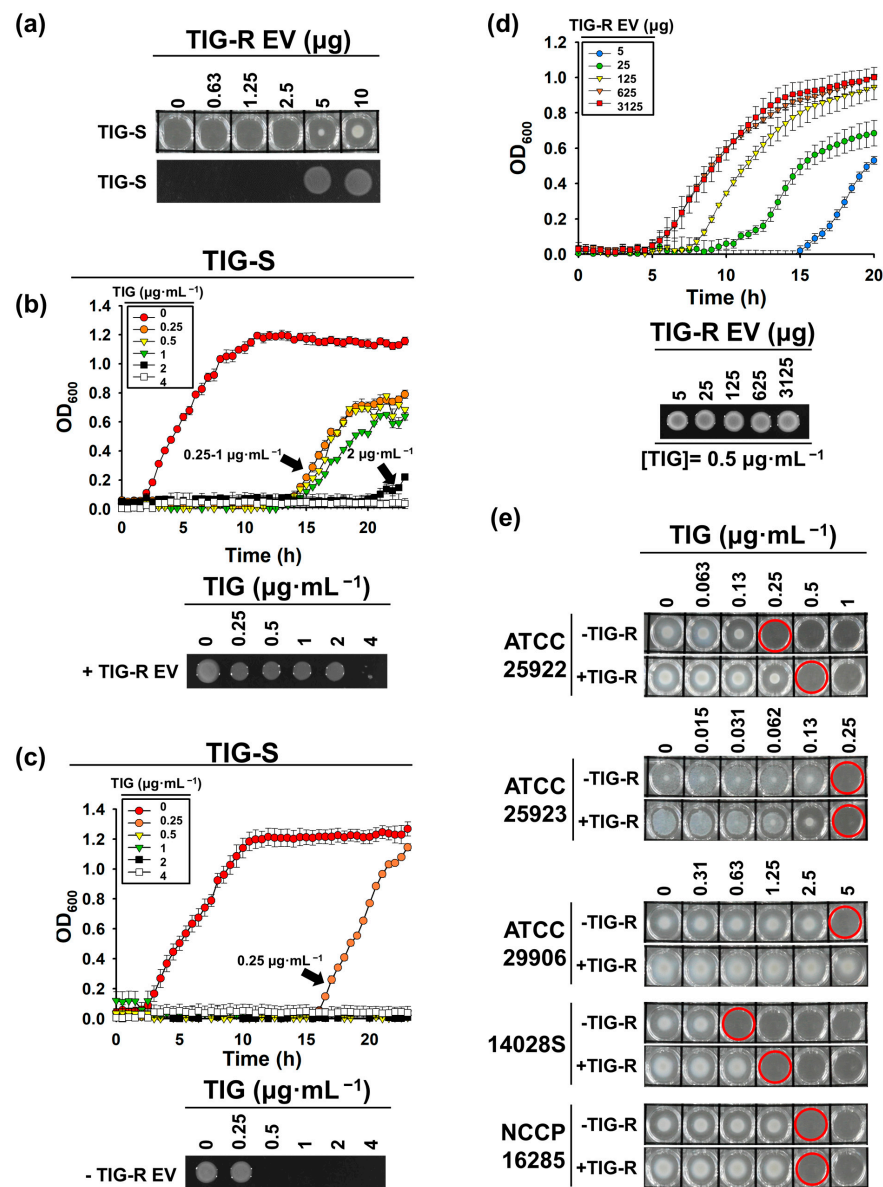 (a)
TIG-R EV (µg)
0 0.63 1.25 2.5 5 10
TIG-S
TIG-S
TIG-S
(b)
TIG (µg·mL⁻¹)
0
0.25
0.5
1
2
4
1.4
1.2
1.0
0.8
0.6
0.4
0.2
0.0
OD₆₀₀
0.25-1 µg·mL⁻¹
2 µg·mL⁻¹
0 5 10 15 20
Time (h)
TIG (µg·mL⁻¹)
0 0.25 0.5 1 2 4
+ TIG-R EV
(c)
TIG-S
TIG (µg·mL⁻¹)
0
0.25
0.5
1
2
4
1.4
1.2
1.0
0.8
0.6
0.4
0.2
0.0
OD₆₀₀
0.25 µg·mL⁻¹
0 5 10 15 20
Time (h)
TIG (µg·mL⁻¹)
0 0.25 0.5 1 2 4
- TIG-R EV
(d)
TIG-R EV (µg)
5
25
125
625
3125
1.2
1.0
0.8
0.6
0.4
0.2
0.0
OD₆₀₀
0 5 10 15 20
Time (h)
TIG-R EV (µg)
5 25 125 625 3125
[TIG]= 0.5 µg·mL⁻¹
(e)
TIG (µg·mL⁻¹)
0 0.063 0.13 0.25 0.5 1
ATCC
25922
-TIG-R
+TIG-R
0 0.015 0.031 0.062 0.13 0.25
ATCC
25923
-TIG-R
+TIG-R
0 0.31 0.63 1.25 2.5 5
ATCC
29906
-TIG-R
+TIG-R
14028S
-TIG-R
+TIG-R
NCCP
16285
-TIG-R
+TIG-R